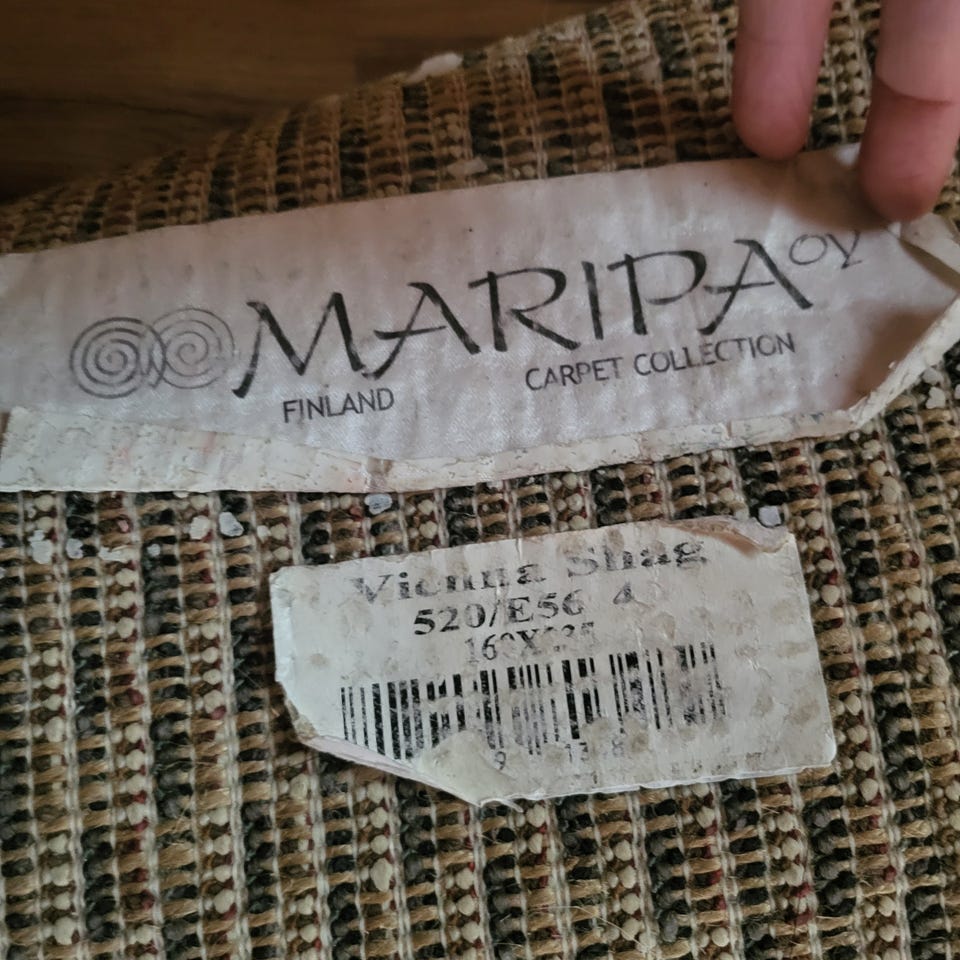 MARIPA OY
FINLAND CARPET COLLECTION
Vienna Shag
520/E56 4